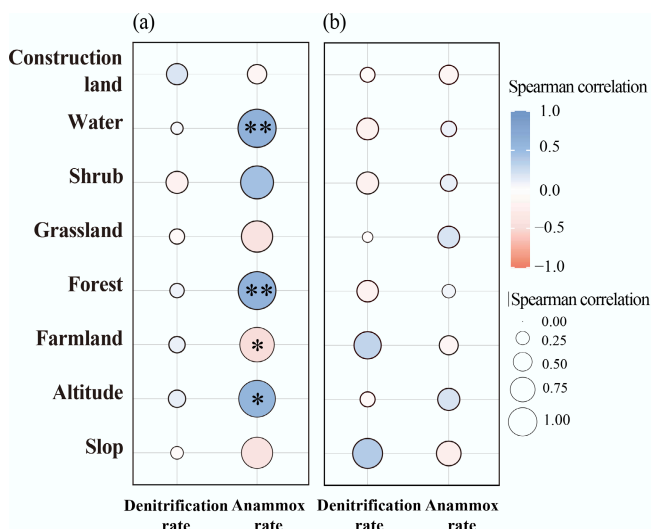 (a)
(b)
Construction
land
Water
Shrub
Grassland
Forest
Farmland
Altitude
Slop
**
**
*
*
Denitrification Anammox
rate rate
Denitrification Anammox
rate rate
Spearman correlation
1.0
0.5
0.0
−0.5
−1.0
|Spearman correlation
0.00
0.25
0.50
0.75
1.00